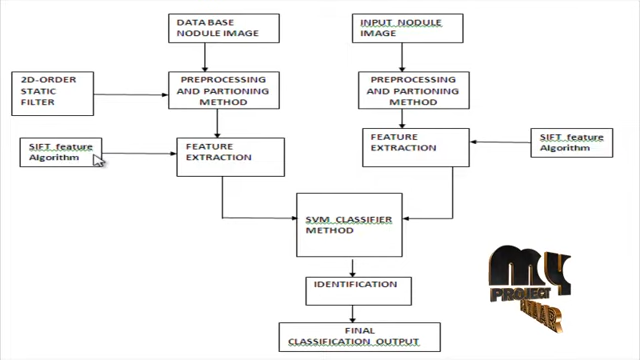 DATA BASE
NODULE IMAGE
INPUT NODULE
IMAGE
2D-ORDER
STATIC
FILTER
PREPROCESSING
AND PARTIONING
METHOD
PREPROCESSING
AND PARTIONING
METHOD
SIFT feature
Algorithm
FEATURE
EXTRACTION
FEATURE
EXTRACTION
SIFT feature
Algorithm
SVM CLASSIFIER
METHOD
MY
PROJECT
BAZAAR
IDENTIFICATION
FINAL
CLASSIFICATION OUTPUT